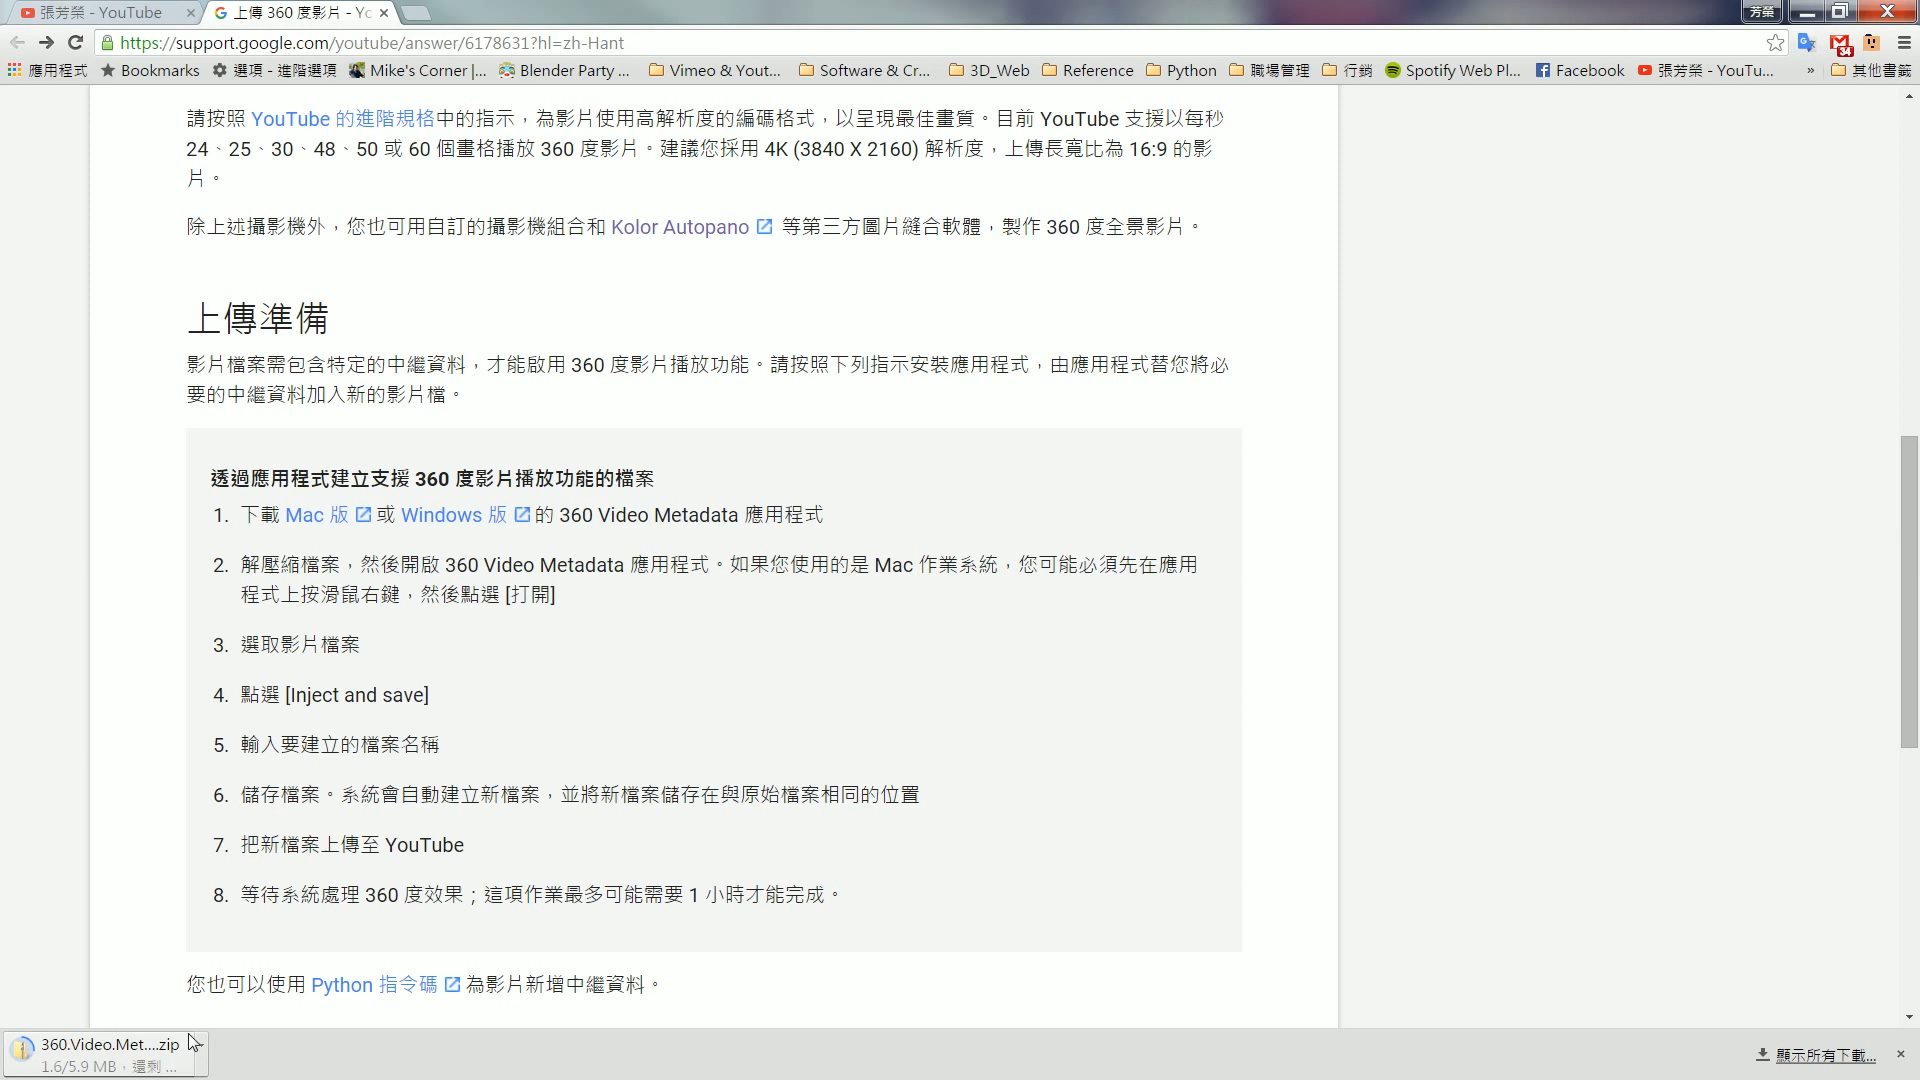 張芳榮 - YouTube
上傳 360 度影片 - Yc
芳榮
https://support.google.com/youtube/answer/6178631?hl=zh-Hant
34
應用程式
Bookmarks
選項 - 進階選項
Mike's Corner |...
Blender Party ...
Vimeo & Yout...
Software & Cr...
3D_Web
Reference
Python
職場管理
行銷
Spotify Web Pl...
Facebook
張芳榮 - YouTu...
»
其他書籤
請按照 YouTube 的進階規格中的指示，為影片使用高解析度的編碼格式，以呈現最佳畫質。目前 YouTube 支援以每秒
24、25、30、48、50 或 60 個畫格播放 360 度影片。建議您採用 4K (3840 X 2160) 解析度，上傳長寬比為 16:9 的影
片。
除上述攝影機外，您也可用自訂的攝影機組合和 Kolor Autopano 等第三方圖片縫合軟體，製作 360 度全景影片。
上傳準備
影片檔案需包含特定的中繼資料，才能啟用 360 度影片播放功能。請按照下列指示安裝應用程式，由應用程式替您將必
要的中繼資料加入新的影片檔。
透過應用程式建立支援 360 度影片播放功能的檔案
1. 下載 Mac 版 或 Windows 版 的 360 Video Metadata 應用程式
2. 解壓縮檔案，然後開啟 360 Video Metadata 應用程式。如果您使用的是 Mac 作業系統，您可能必須先在應用
程式上按滑鼠右鍵，然後點選 [打開]
3. 選取影片檔案
4. 點選 [Inject and save]
5. 輸入要建立的檔案名稱
6. 儲存檔案。系統會自動建立新檔案，並將新檔案儲存在與原始檔案相同的位置
7. 把新檔案上傳至 YouTube
8. 等待系統處理 360 度效果；這項作業最多可能需要 1 小時才能完成。
您也可以使用 Python 指令碼 為影片新增中繼資料。
360.Video.Met....zip
1.6/5.9 MB，還剩 ...
顯示所有下載...